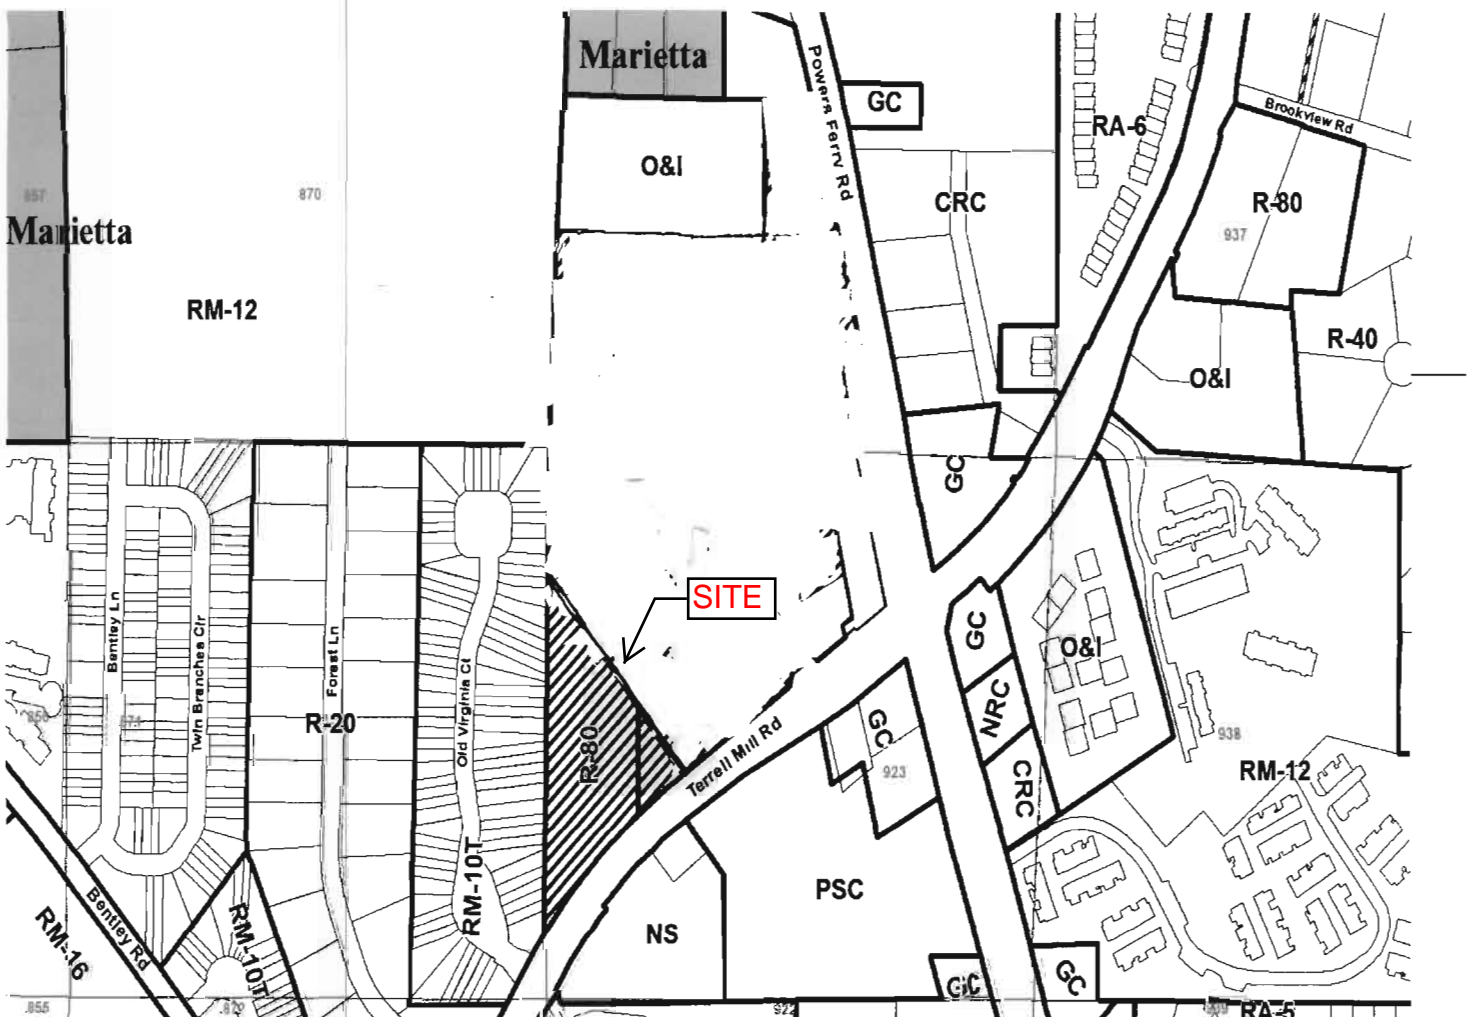 Marietta
Powers Ferry Rd
GC
RA-6
Brookview Rd
O&I
857
870
CRC
R-80
937
Marietta
RM-12
R-40
O&I
GC
SITE
GC
O&I
Bentley Ln
Twin Branches Cir
Forest Ln
Old Virginia Ct
R-20
R-80
NRC
GC
938
Terrell Mill Rd
923
RM-12
CRC
RM-10T
PSC
Bentley Rd
RM-16
RM-10T
NS
GC
GC
855
922
RA-5